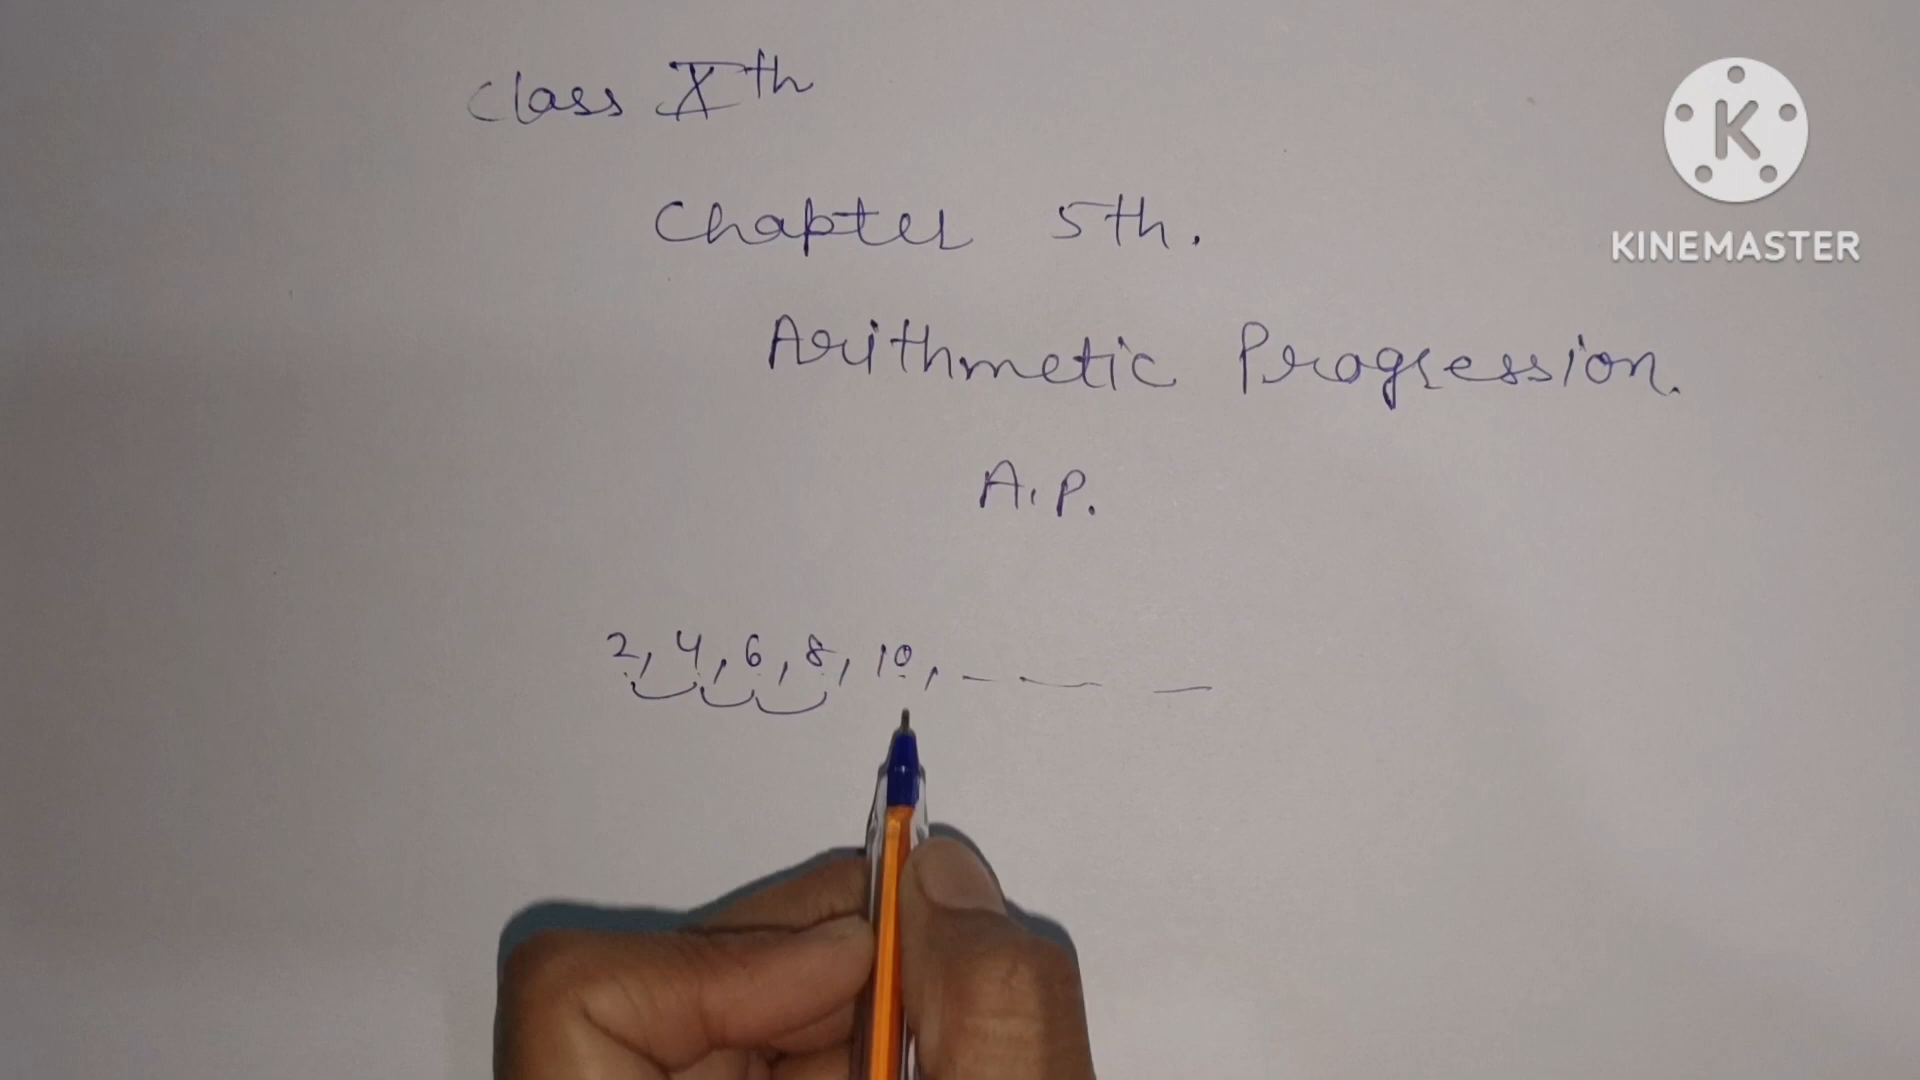 Class Xth
K
KINEMASTER
Chapter 5th.
Arithmetic Progression.
A.P.
2, 4, 6, 8, 10, _ _ _